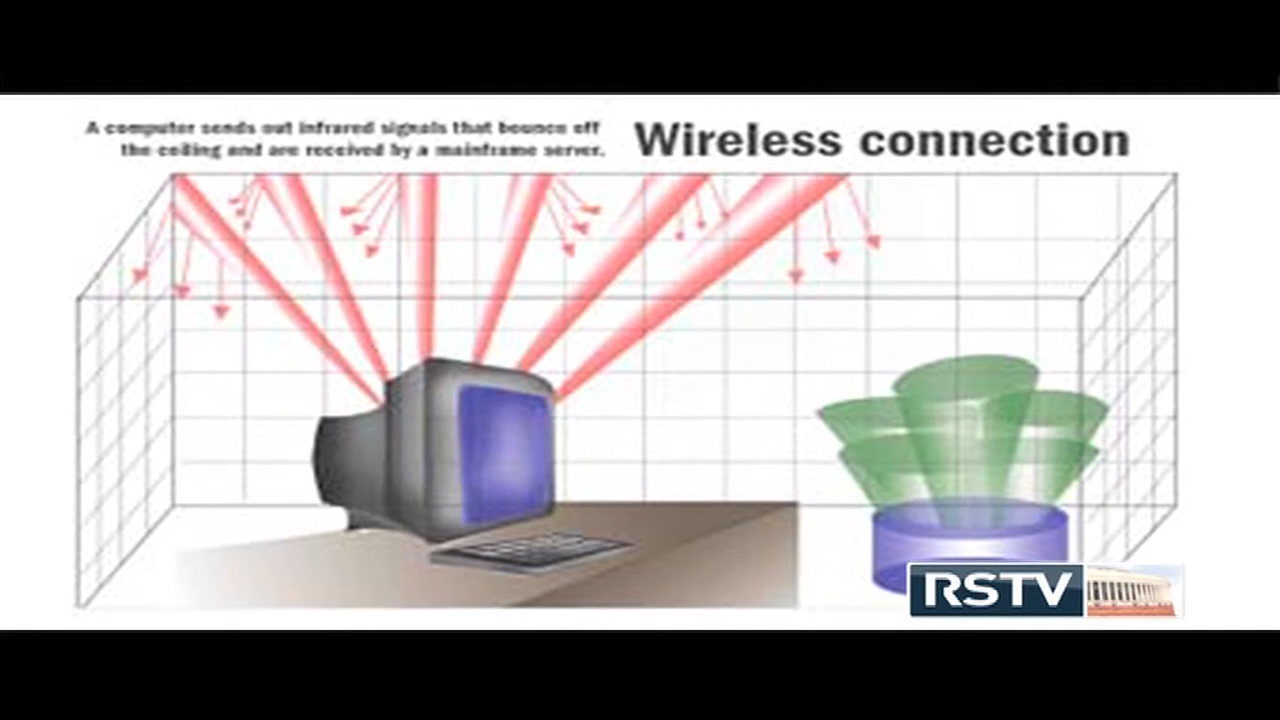 A computer sends out infrared signals that bounce off
the ceiling and are received by a mainframe server.
Wireless connection
RSTV